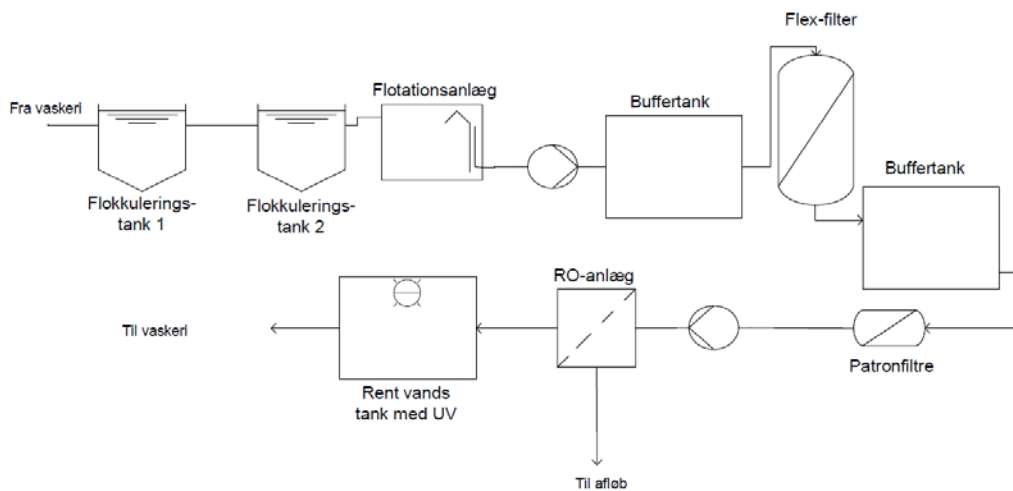 Flex-filter
Flotationsanlæg
Fra vaskeri
Buffertank
Buffertank
Flokkulerings-
tank 1
Flokkulerings-
tank 2
RO-anlæg
Til vaskeri
Patronfiltre
Rent vands
tank med UV
Til afløb